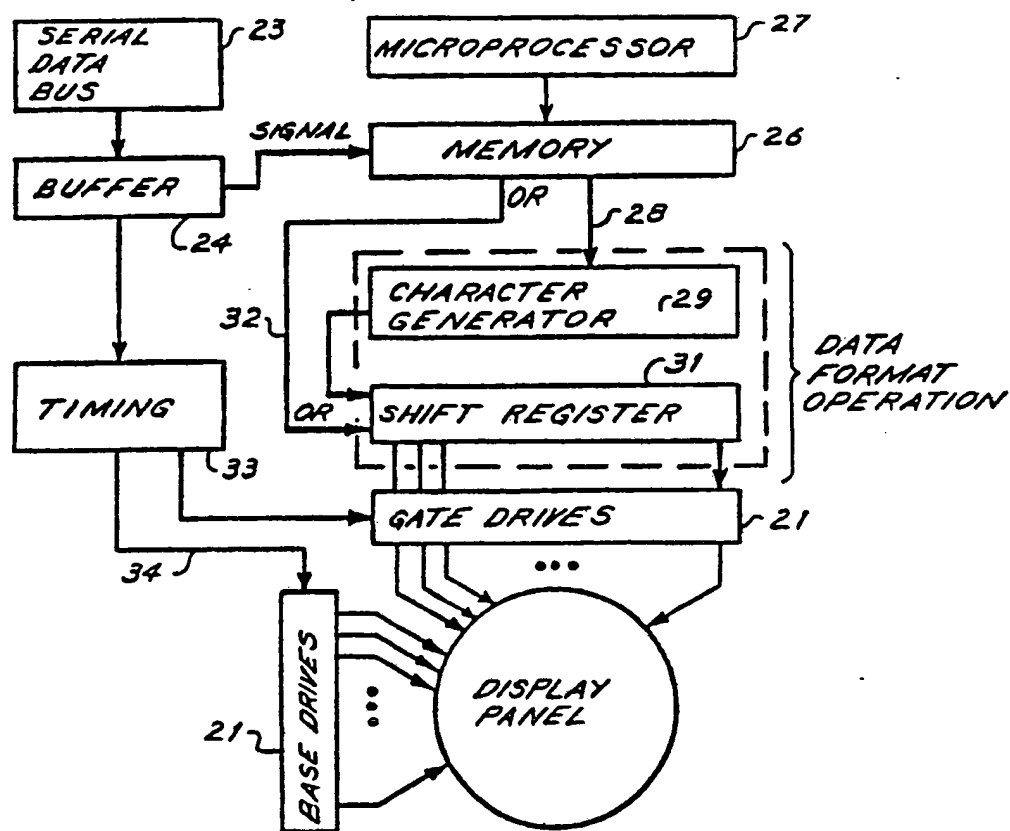 SERIAL
DATA
BUS
23
MICROPROCESSOR
27
SIGNAL
MEMORY
26
BUFFER
24
OR
28
CHARACTER
GENERATOR
29
32
31
DATA
FORMAT
OPERATION
TIMING
OR
SHIFT REGISTER
33
GATE DRIVES
21
34
BASE DRIVES
21
DISPLAY
PANEL